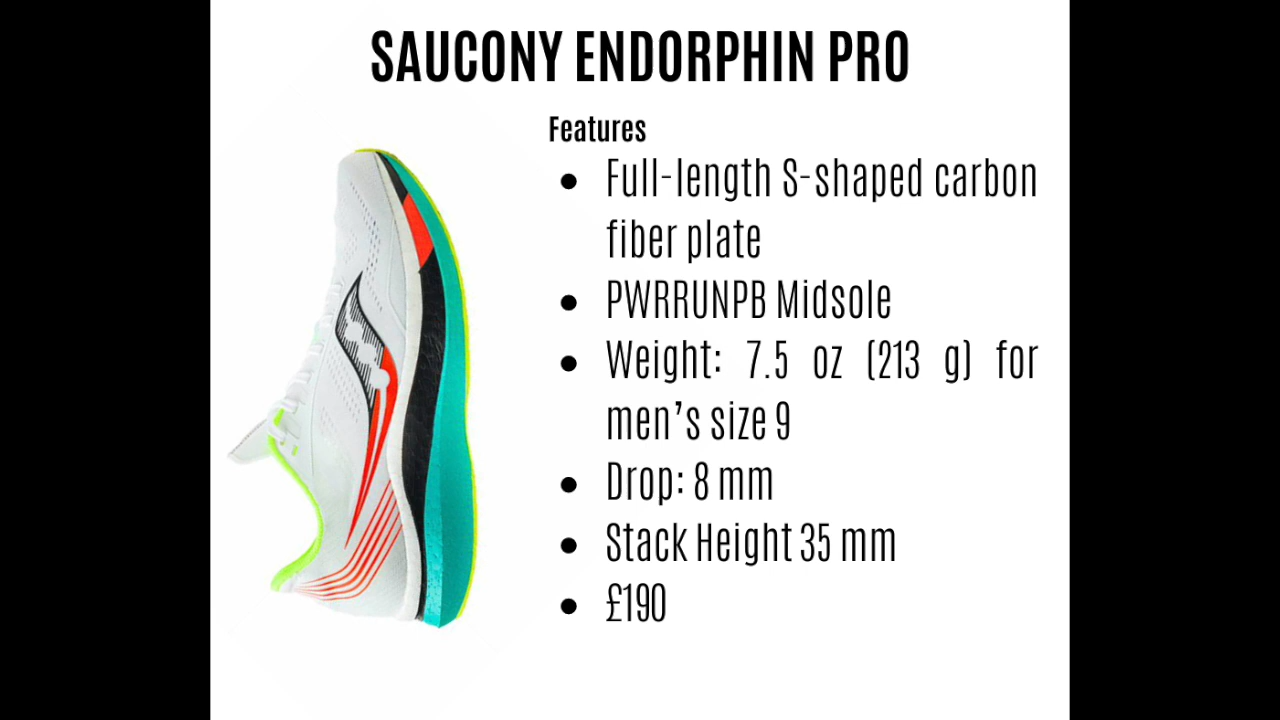 SAUCONY ENDORPHIN PRO
Features
Full-length S-shaped carbon
fiber plate
PWRRUNPB Midsole
Weight: 7.5 oz (213 g) for
men’s size 9
Drop: 8 mm
Stack Height 35 mm
£190